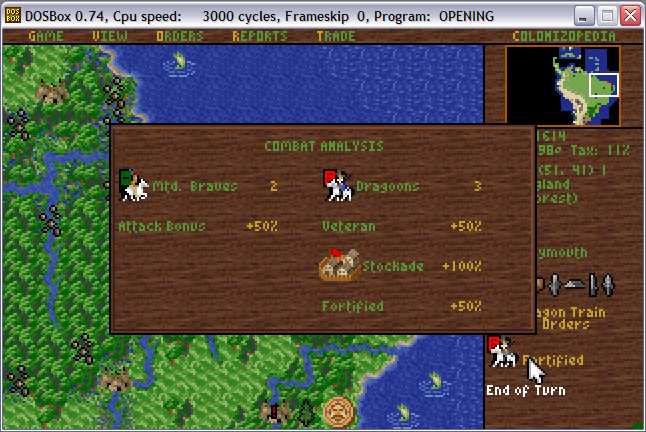 DOSBox 0.74, Cpu speed: 3000 cycles, Frameskip 0, Program: OPENING
GAME VIEW ORDERS REPORTS TRADE COLONIZOPEDIA
COMBAT ANALYSIS
Mtd. Braves 2 Dragoons 3
Attack Bonus +50% Veteran +50%
Stockade +100%
Fortified +50%
1614
Tax: 11%
(51, 41)
gland
orest)
ymouth
agon Train
Orders
Fortified
End of Turn